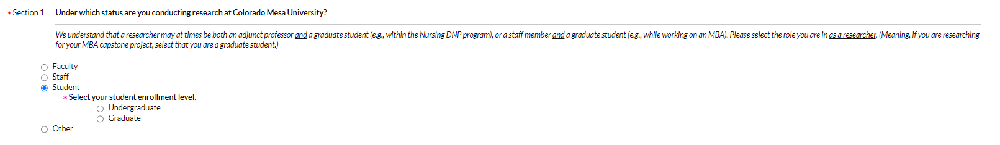 * Section 1 Under which status are you conducting research at Colorado Mesa University?
We understand that a researcher may at times be both an adjunct professor and a graduate student (e.g., within the Nursing DNP program), or a staff member and a graduate student (e.g., while working on an MBA). Please select the role you are in as a researcher. (Meaning, if you are researching
for your MBA capstone project, select that you are a graduate student.)
Faculty
Staff
Student
* Select your student enrollment level.
Undergraduate
Graduate
Other